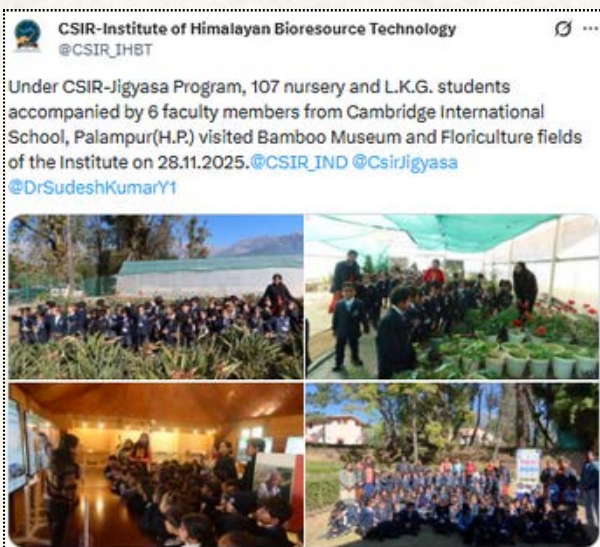 CSIR-Institute of Himalayan Bioresource Technology
@CSIR_IHBT
Under CSIR-Jigyasa Program, 107 nursery and L.K.G. students
accompanied by 6 faculty members from Cambridge International
School, Palampur(H.P.) visited Bamboo Museum and Floriculture fields
of the Institute on 28.11.2025.@CSIR_IND @CsirJigyasa
@DrSudeshKumarY1